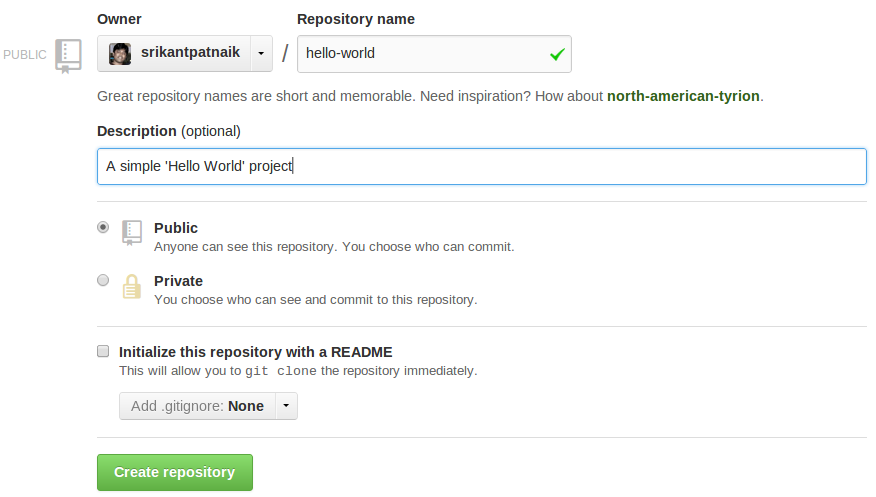 Owner Repository name
PUBLIC srikantpatnaik / hello-world
Great repository names are short and memorable. Need inspiration? How about north-american-tyrion.
Description (optional)
A simple 'Hello World' project
Public
Anyone can see this repository. You choose who can commit.
Private
You choose who can see and commit to this repository.
Initialize this repository with a README
This will allow you to git clone the repository immediately.
Add .gitignore: None
Create repository